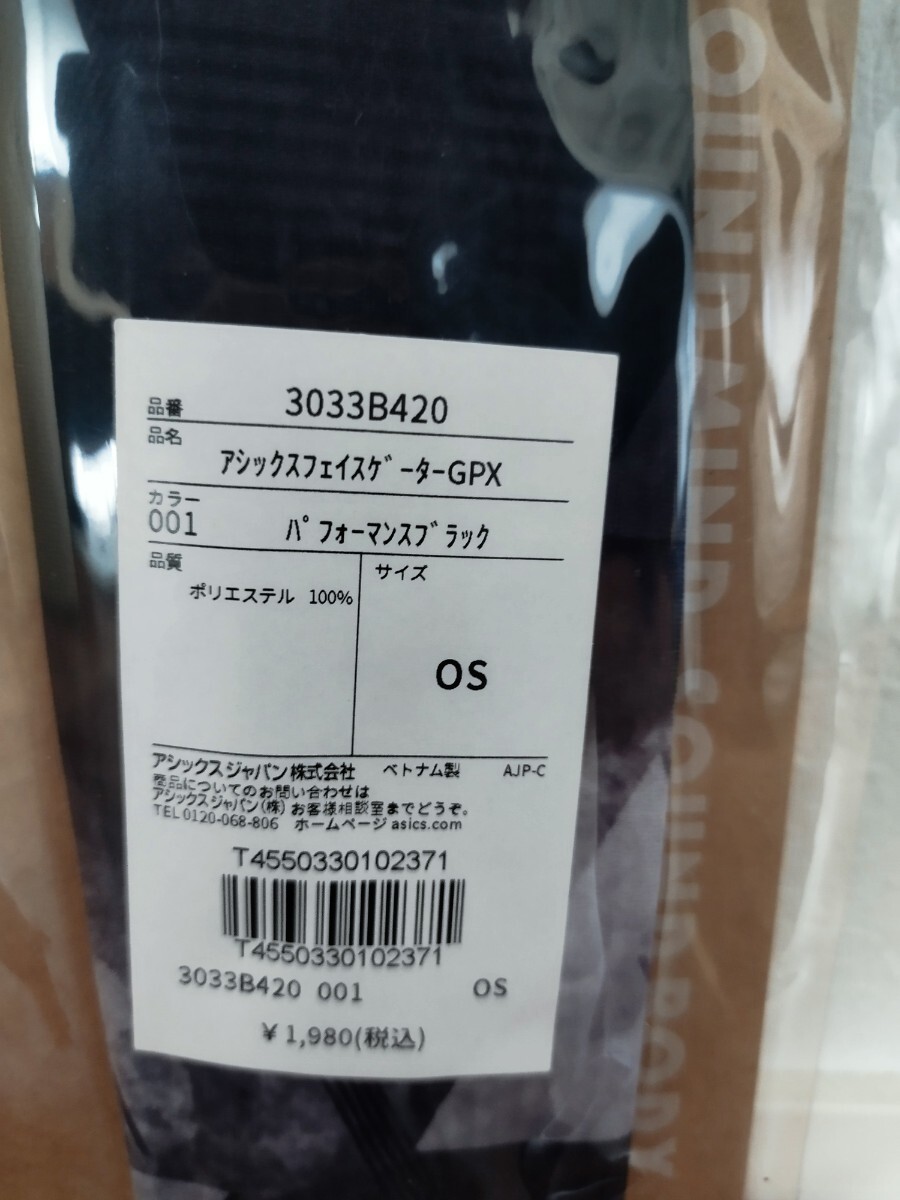 品番 3033B420
品名
アシックスフェイスゲーターGPX
カラー
001 パフォーマンスブラック
品質 サイズ
ポリエステル 100%
OS
アシックスジャパン株式会社 ベトナム製 AJP-C
商品についてのお問い合わせは
アシックスジャパン(株)お客様相談室までどうぞ。
TEL 0120-068-806 ホームページ asics.com
T4550330102371
T4550330102371
3033B420 001 OS
¥1,980(税込)
OUND MIND, SOUND BODY